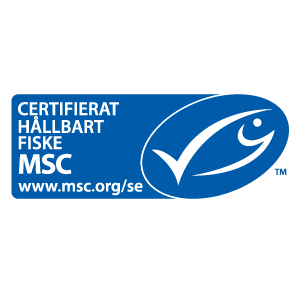 CERTIFIERAT
HÅLLBART
FISKE
MSC
www.msc.org/se
TM